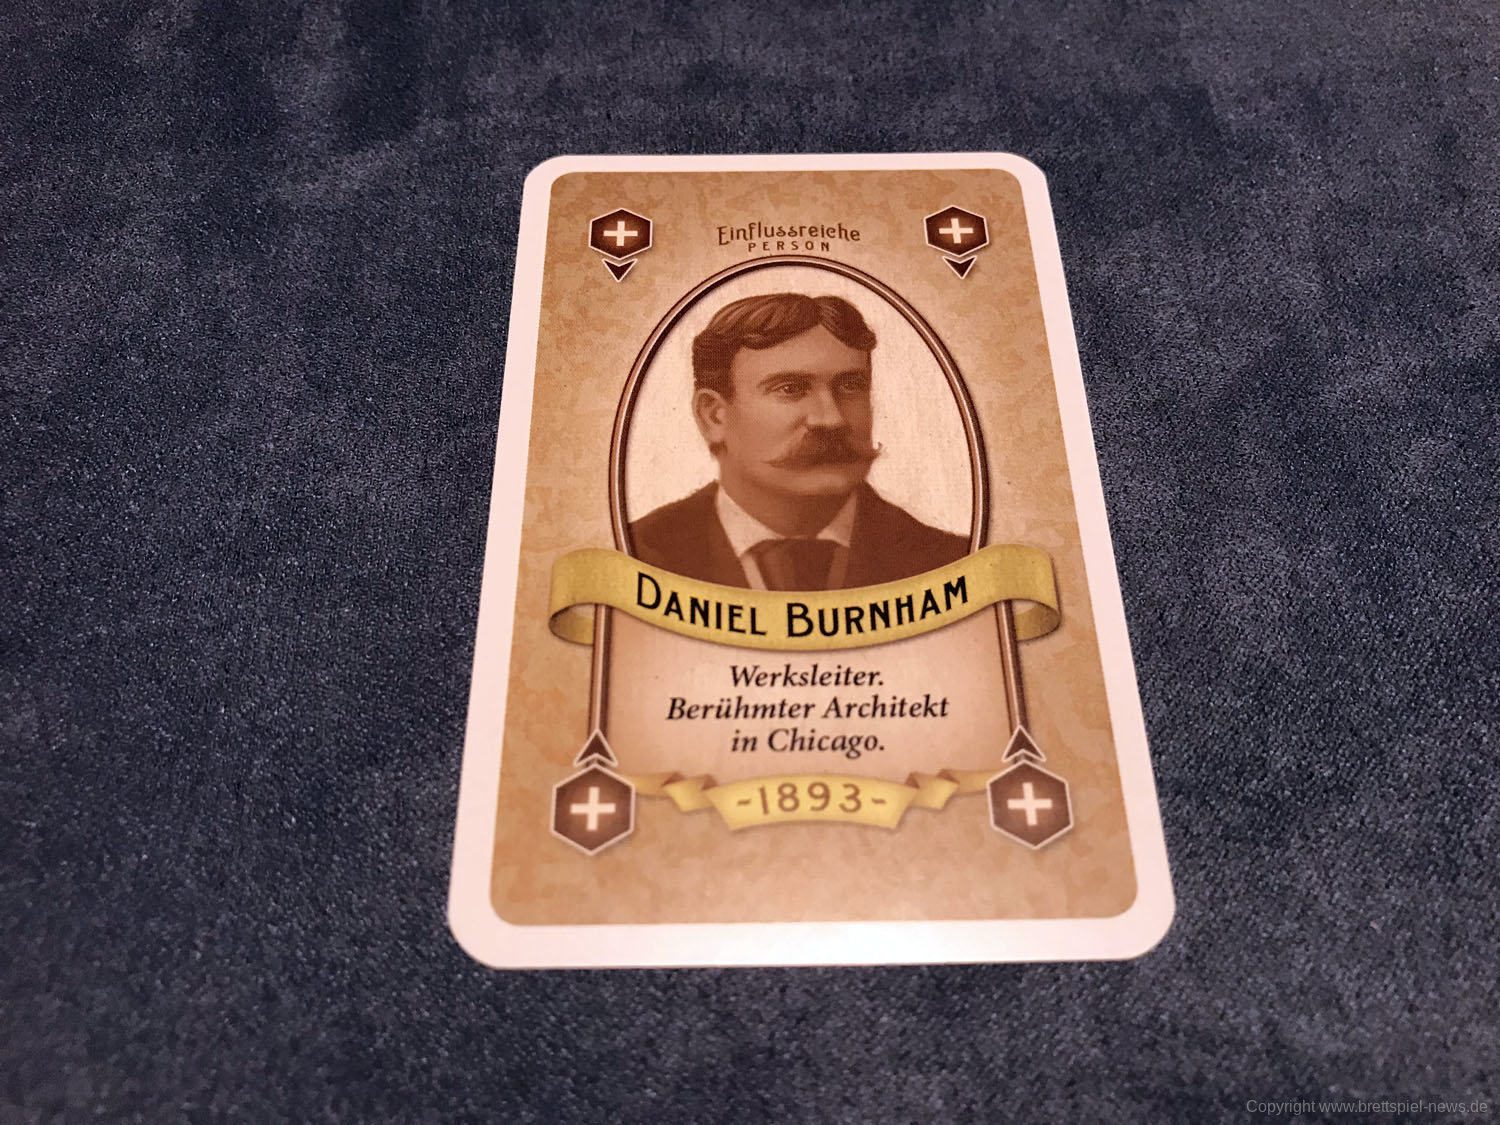 Einflussreiche
PERSON
DANIEL BURNHAM
Werksleiter.
Berühmter Architekt
in Chicago.
-1893-
Copyright www.brettspiel-news.de